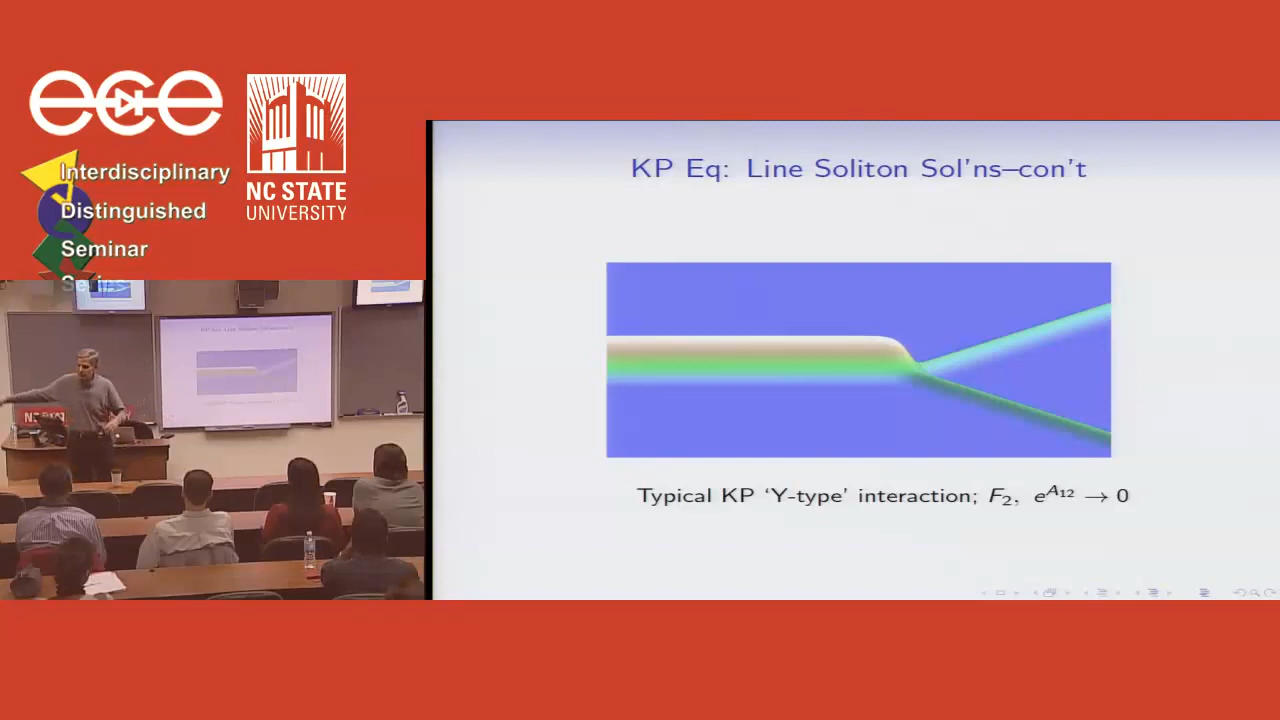 ece
Interdisciplinary
Distinguished
Seminar
Series
NC STATE
UNIVERSITY
KP Eq: Line Soliton Sol'ns–con't
Typical KP ‘Y-type’ interaction; F₂, e^{A₁₂} → 0